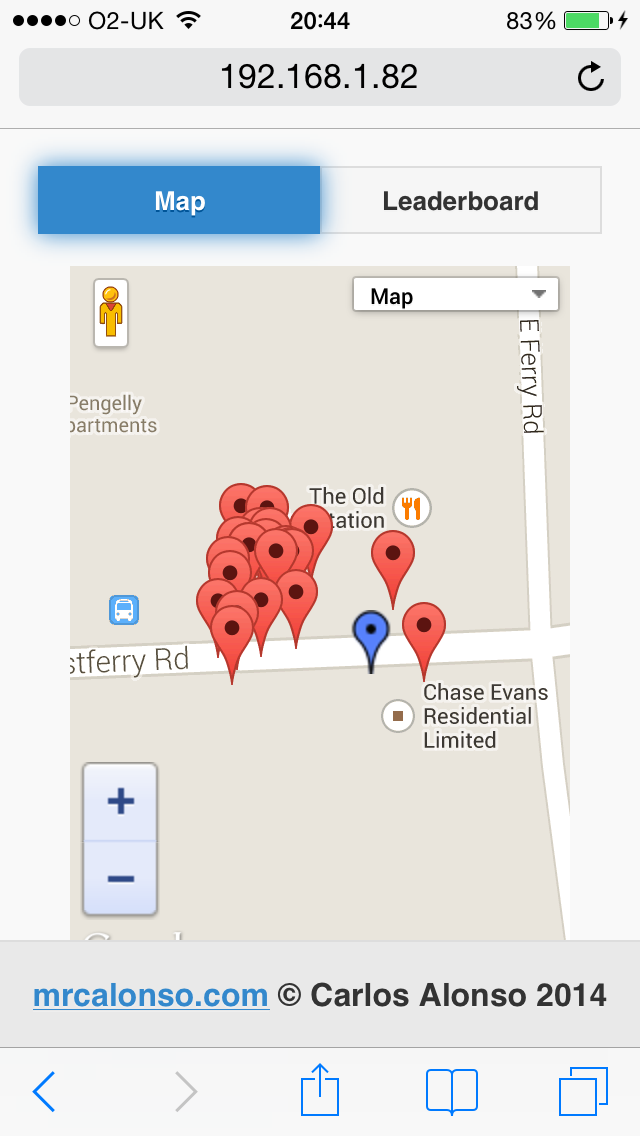 O2-UK 20:44 83%
192.168.1.82
Map Leaderboard
Map
E Ferry Rd
Pengelly
partments
The Old
tation
stferry Rd
Chase Evans
Residential
Limited
+
−
mrcalonso.com © Carlos Alonso 2014